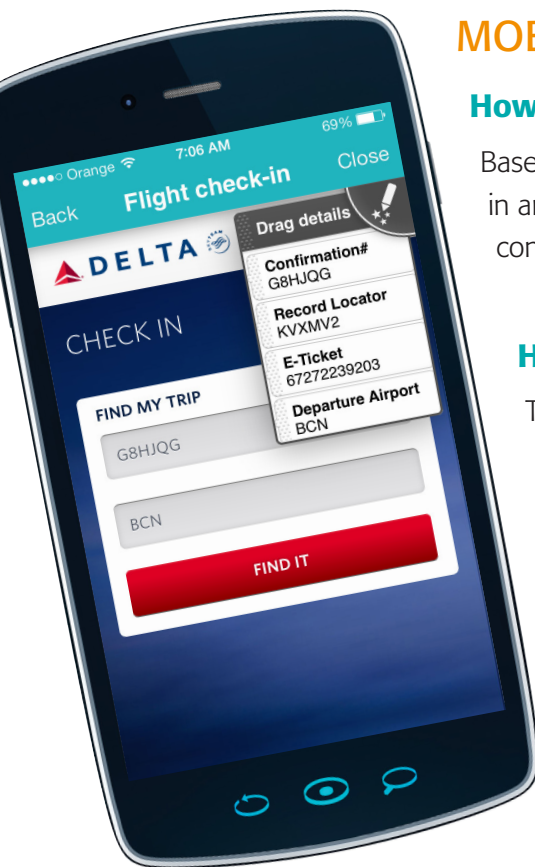 MOB
How
Base
in ar
con
H
T
Orange 7:06 AM 69%
Back Flight check-in Close
DELTA
CHECK IN
FIND MY TRIP
G8HJQG
BCN
FIND IT
Drag details
Confirmation#
G8HJQG
Record Locator
KVXMV2
E-Ticket
67272239203
Departure Airport
BCN